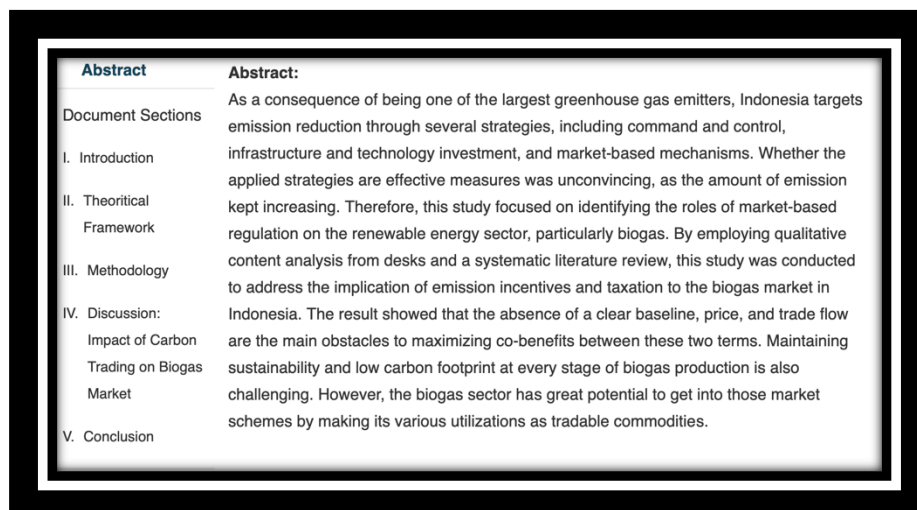 Abstract
Document Sections
I. Introduction
II. Theoritical
Framework
III. Methodology
IV. Discussion:
Impact of Carbon
Trading on Biogas
Market
V. Conclusion
Abstract:
As a consequence of being one of the largest greenhouse gas emitters, Indonesia targets
emission reduction through several strategies, including command and control,
infrastructure and technology investment, and market-based mechanisms. Whether the
applied strategies are effective measures was unconvincing, as the amount of emission
kept increasing. Therefore, this study focused on identifying the roles of market-based
regulation on the renewable energy sector, particularly biogas. By employing qualitative
content analysis from desks and a systematic literature review, this study was conducted
to address the implication of emission incentives and taxation to the biogas market in
Indonesia. The result showed that the absence of a clear baseline, price, and trade flow
are the main obstacles to maximizing co-benefits between these two terms. Maintaining
sustainability and low carbon footprint at every stage of biogas production is also
challenging. However, the biogas sector has great potential to get into those market
schemes by making its various utilizations as tradable commodities.